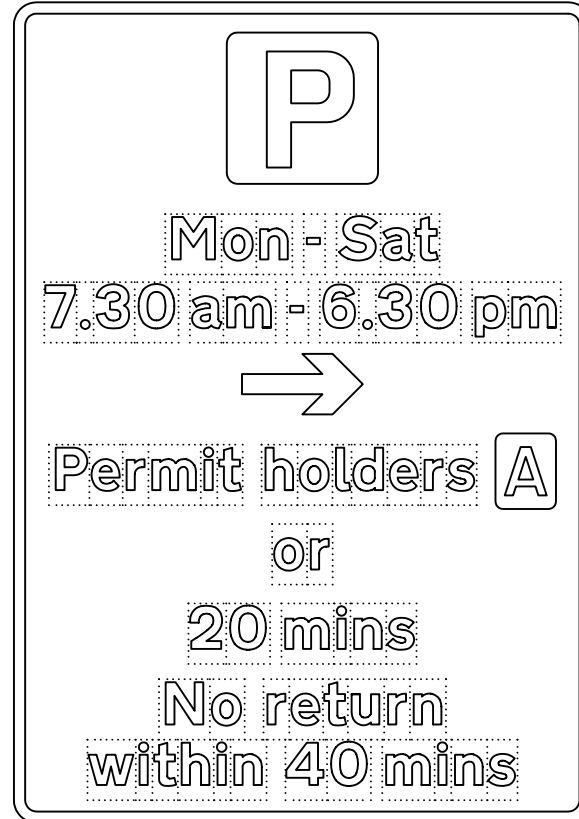 P
Mon - Sat
7.30 am - 6.30 pm
Permit holders A
or
20 mins
No return
within 40 mins